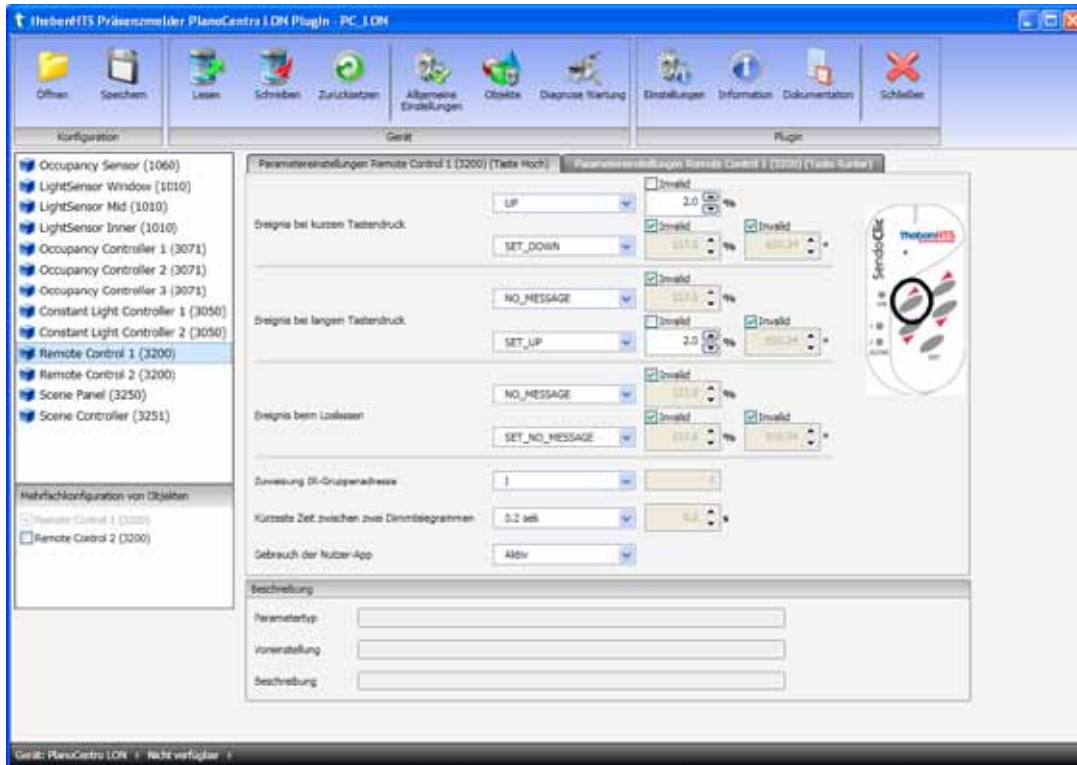 thebenHTS Präsenzmelder PlanoCentro LON PlugIn - PC_LON
Öffnen Speichern Lesen Schreiben Zurücksetzen Allgemeine Einstellungen Objekte Diagnose Wartung Einstellungen Information Dokumentation Schließen
Konfiguration Gerät Plugin
Occupancy Sensor (1060)
LightSensor Window (1010)
LightSensor Mid (1010)
LightSensor Inner (1010)
Occupancy Controller 1 (3071)
Occupancy Controller 2 (3071)
Occupancy Controller 3 (3071)
Constant Light Controller 1 (3050)
Constant Light Controller 2 (3050)
Remote Control 1 (3200)
Remote Control 2 (3200)
Scene Panel (3250)
Scene Controller (3251)
Mehrfachkonfiguration von Objekten
Remote Control 1 (3200)
Remote Control 2 (3200)
Parametereinstellungen Remote Control 1 (3200) (Taste Hoch)
Parametereinstellungen Remote Control 1 (3200) (Taste Runter)
Ereignis bei kurzem Tastendruck
UP
Invalid
2.0 %
SET_DOWN
Invalid
%
Invalid
°
Ereignis bei langem Tastendruck
NO_MESSAGE
Invalid
%
SET_UP
Invalid
2.0 %
Invalid
°
Ereignis beim Loslassen
NO_MESSAGE
Invalid
%
SET_NO_MESSAGE
Invalid
%
Invalid
°
Zuweisung IR-Gruppenadresse
I
Kürzeste Zeit zwischen zwei Dimmtelegrammen
0.2 sek
0.2 s
Gebrauch der Nutzer-App
Aktiv
SendoClic
ThebenHTS
Beschreibung
Parametertyp
Voreinstellung
Beschreibung
Gerät: PlanoCentro LON
Nicht verfügbar